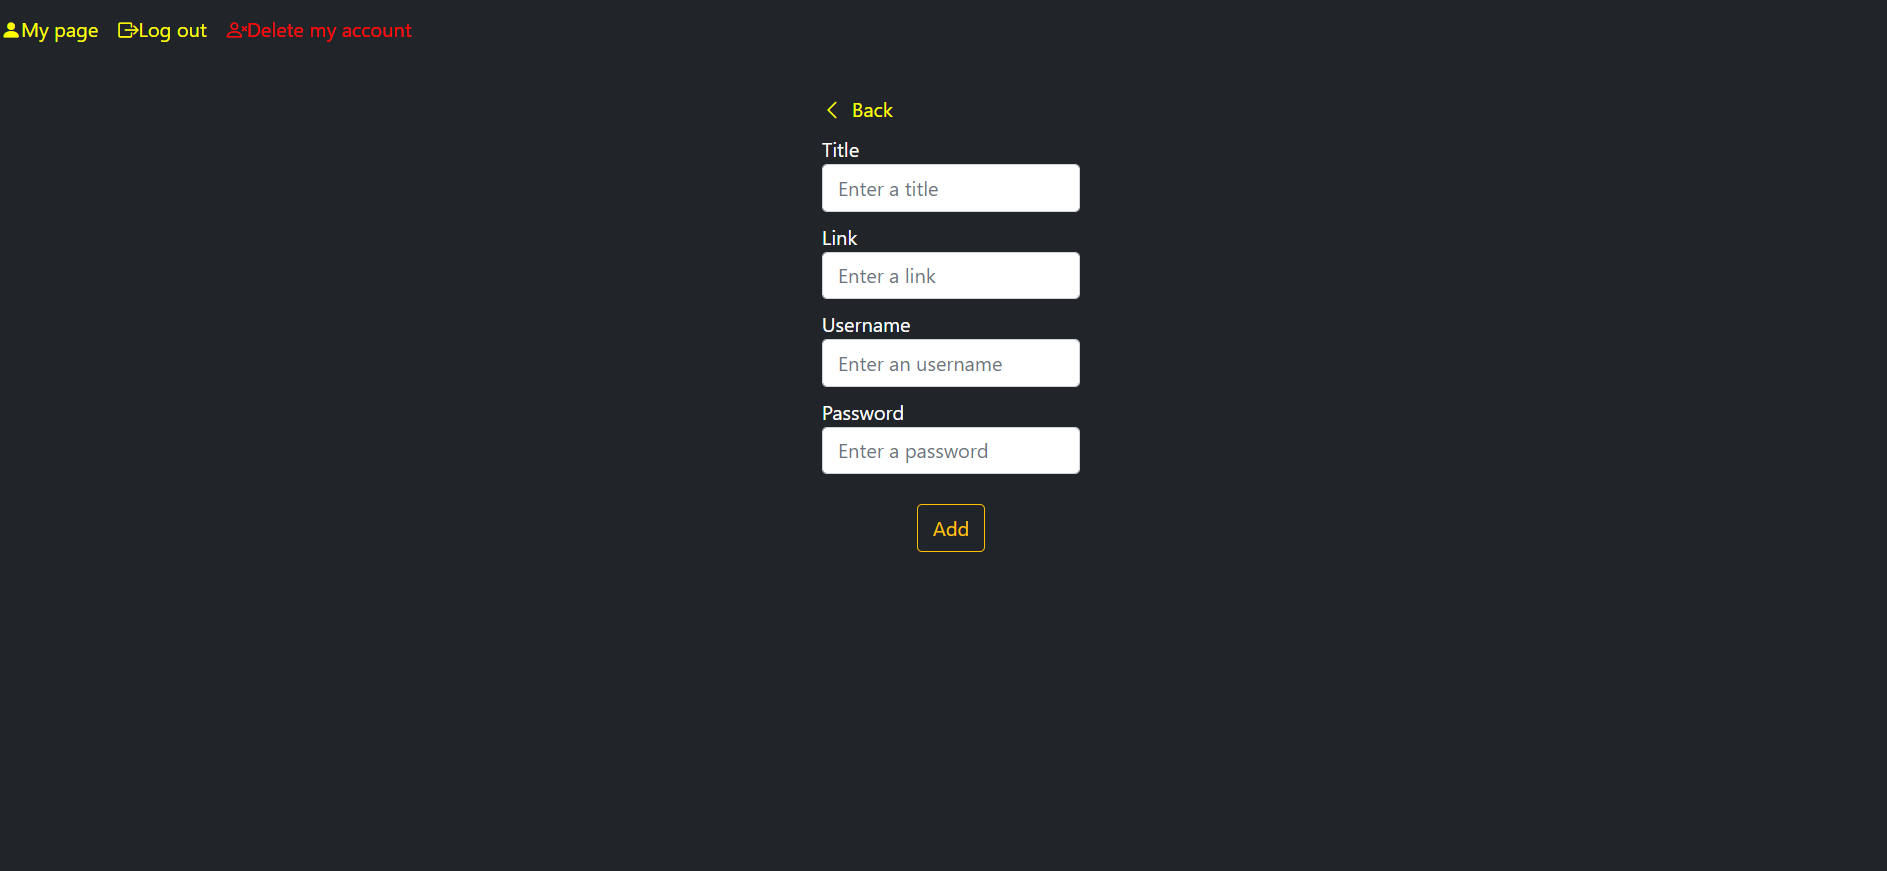 My page Log out Delete my account
Back
Title
Enter a title
Link
Enter a link
Username
Enter an username
Password
Enter a password
Add